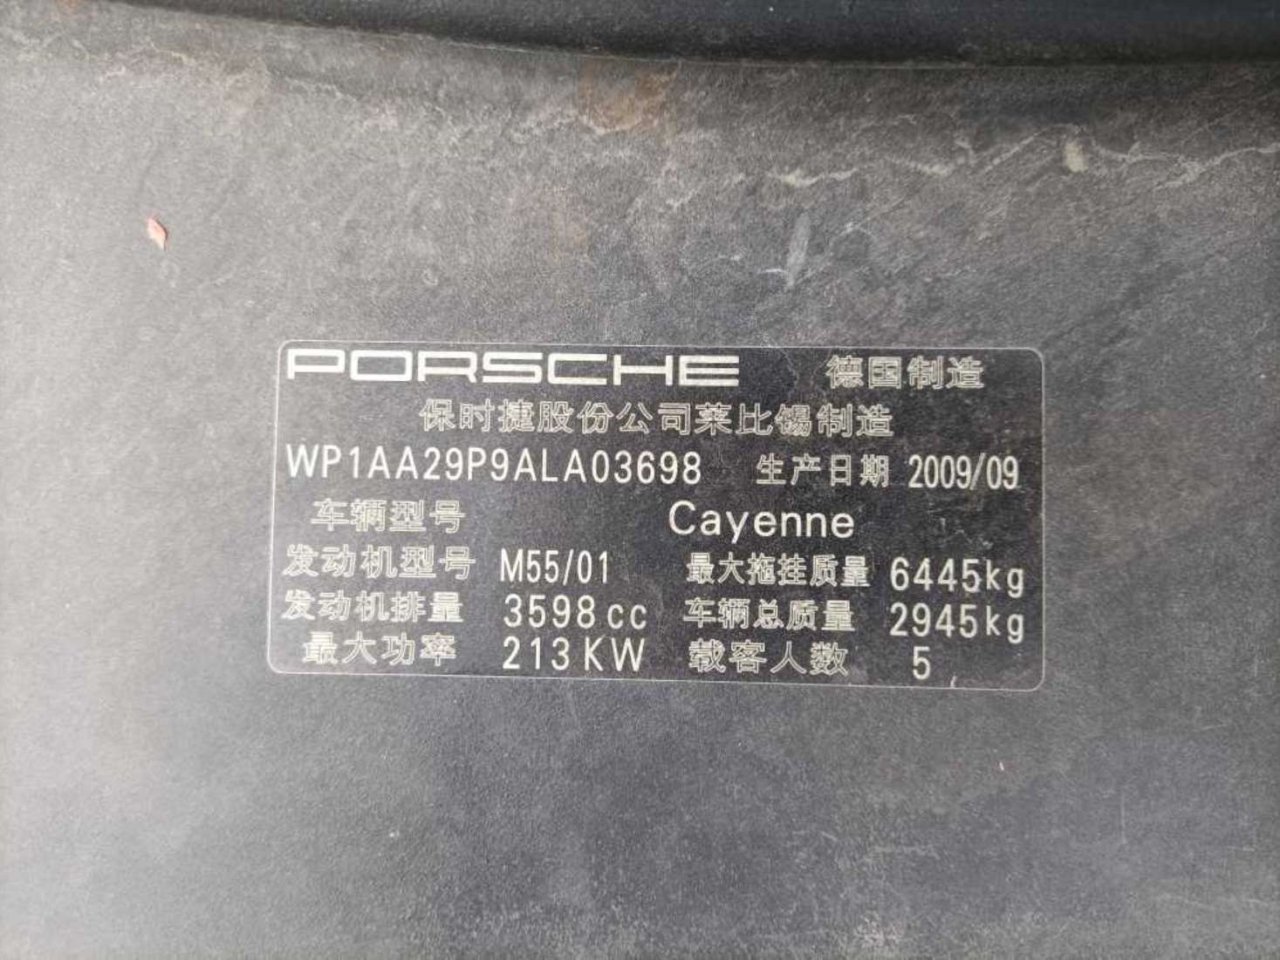 PORSCHE 德国制造
保时捷股份公司莱比锡制造
WP1AA29P9ALA03698 生产日期 2009/09
车辆型号 Cayenne
发动机型号 M55/01 最大拖挂质量 6445kg
发动机排量 3598cc 车辆总质量 2945kg
最大功率 213KW 载客人数 5